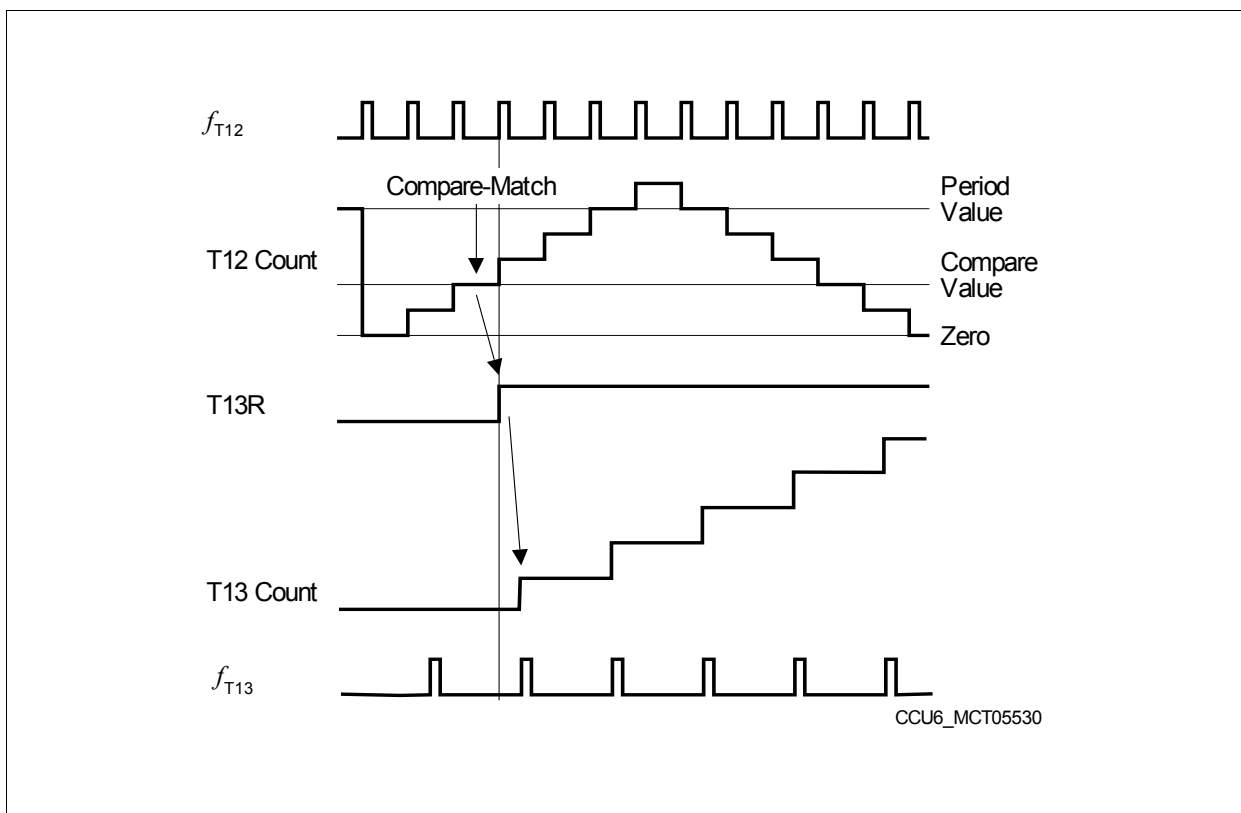 fT12
Compare-Match
Period
Value
T12 Count
Compare
Value
Zero
T13R
T13 Count
fT13
CCU6_MCT05530